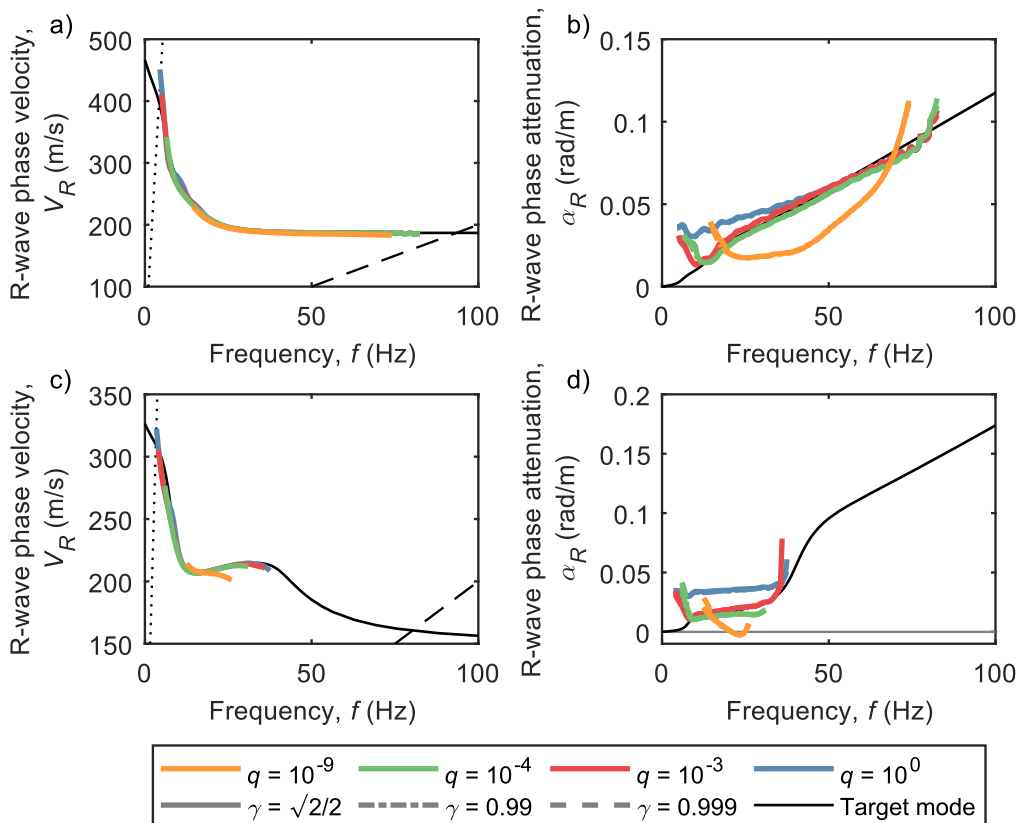 a)
R-wave phase velocity,
V_R (m/s)
500
400
300
200
100
0
50
100
Frequency, f (Hz)
b)
R-wave phase attenuation,
α_R (rad/m)
0.1
0.05
0
0
50
100
Frequency, f (Hz)
c)
R-wave phase velocity,
V_R (m/s)
350
300
250
200
150
0
50
100
Frequency, f (Hz)
d)
R-wave phase attenuation,
α_R (rad/m)
0.2
0.15
0.1
0.05
0
0
50
100
Frequency, f (Hz)
q = 10^-9 q = 10^-4 q = 10^-3 q = 10^0
γ = √2/2 γ = 0.99 γ = 0.999 Target mode